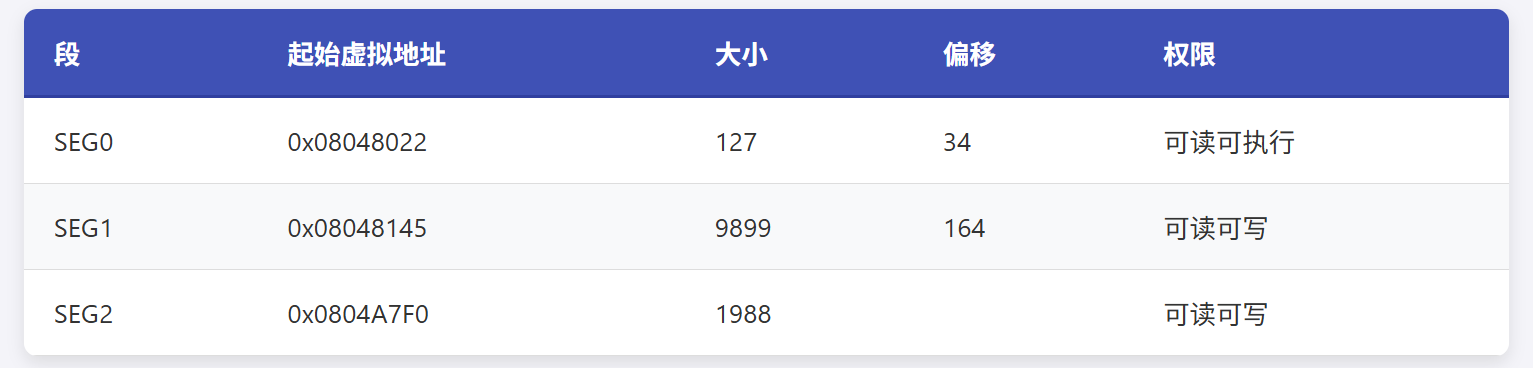 段 起始虚拟地址 大小 偏移 权限
SEG0 0x08048022 127 34 可读可执行
SEG1 0x08048145 9899 164 可读可写
SEG2 0x0804A7F0 1988 可读可写